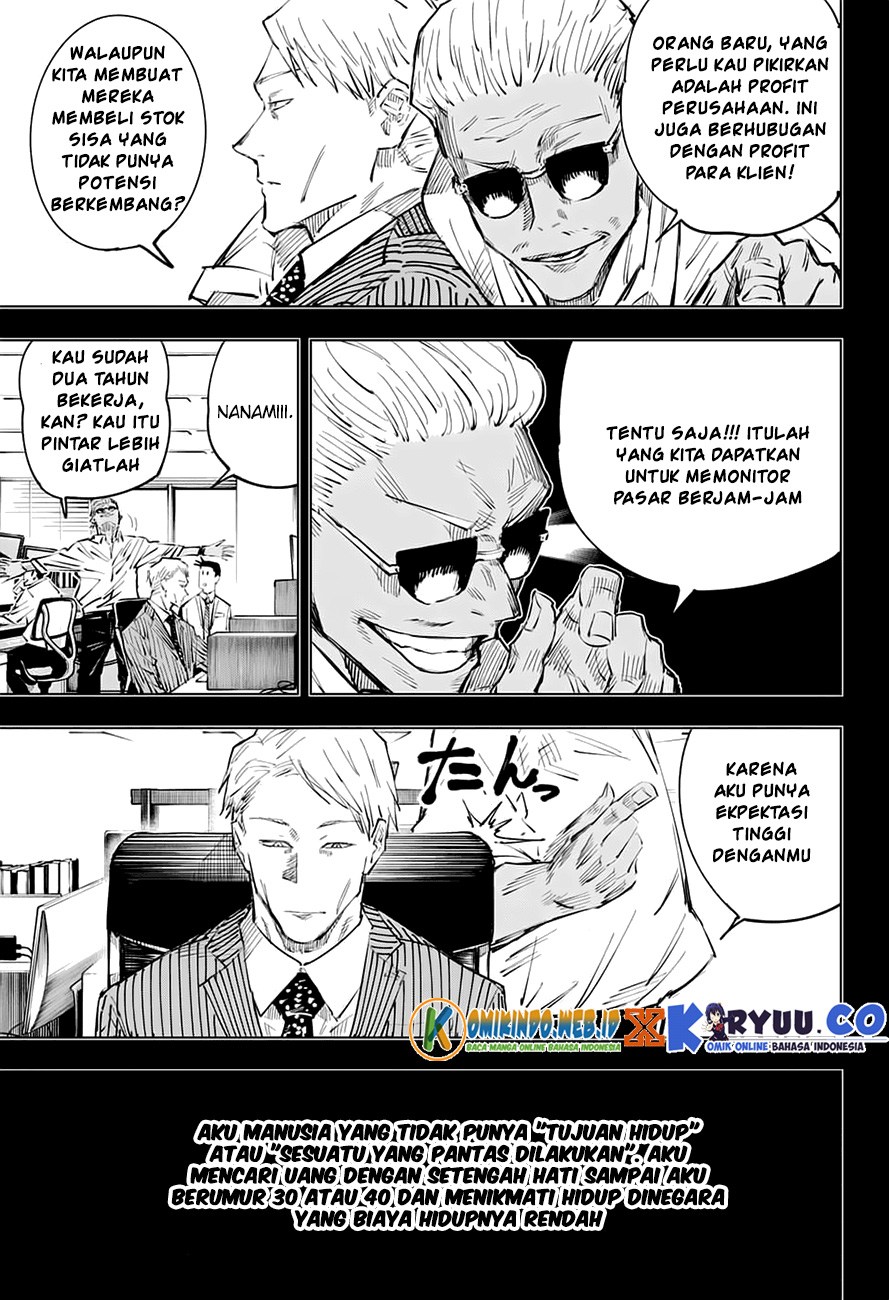 ORANG BARU, YANG
PERLU KAU PIKIRKAN
ADALAH PROFIT
PERUSAHAAN. INI
JUGA BERHUBUGAN
DENGAN PROFIT
PARA KLIEN!
WALAUPUN
KITA MEMBUAT
MEREKA
MEMBELI STOK
SISA YANG
TIDAK PUNYA
POTENSI
BERKEMBANG?
TENTU SAJA!!! ITULAH
YANG KITA DAPATKAN
UNTUK MEMONITOR
PASAR BERJAM-JAM
NANAMIII.
KAU SUDAH
DUA TAHUN
BEKERJA,
KAN? KAU ITU
PINTAR LEBIH
GIATLAH
KARENA
AKU PUNYA
EKPEKTASI
TINGGI
DENGANMU
たんっ
KOMIKINDO.WEB.ID X KIRYUU.CO
BACA MANGA ONLINE BAHASA INDONESIA
OMIK ONLINE BAHASA INDONESIA
AKU MANUSIA YANG TIDAK PUNYA "TUJUAN HIDUP"
ATAU "SESUATU YANG PANTAS DILAKUKAN". AKU
MENCARI UANG DENGAN SETENGAH HATI SAMPAI AKU
BERUMUR 30 ATAU 40 DAN MENIKMATI HIDUP DINEGARA
YANG BIAYA HIDUPNYA RENDAH